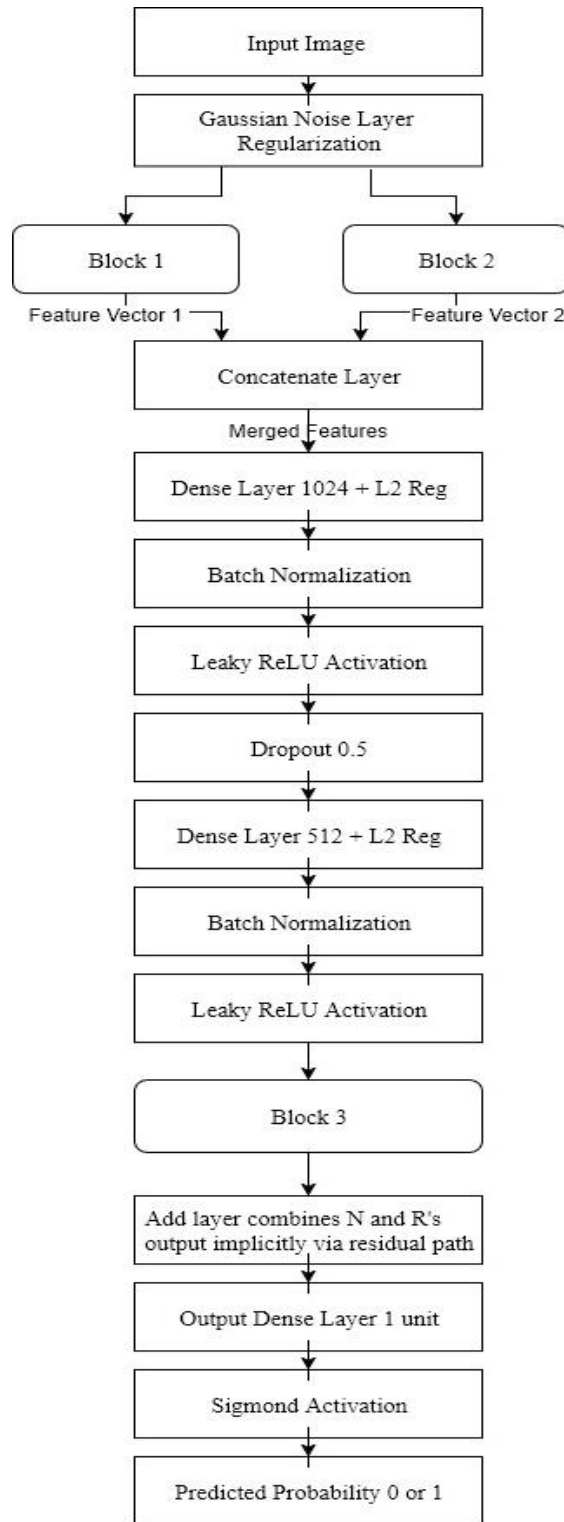 Input Image
Gaussian Noise Layer
Regularization
Block 1
Block 2
Feature Vector 1
Feature Vector 2
Concatenate Layer
Merged Features
Dense Layer 1024 + L2 Reg
Batch Normalization
Leaky ReLU Activation
Dropout 0.5
Dense Layer 512 + L2 Reg
Batch Normalization
Leaky ReLU Activation
Block 3
Add layer combines N and R's
output implicitly via residual path
Output Dense Layer 1 unit
Sigmond Activation
Predicted Probability 0 or 1